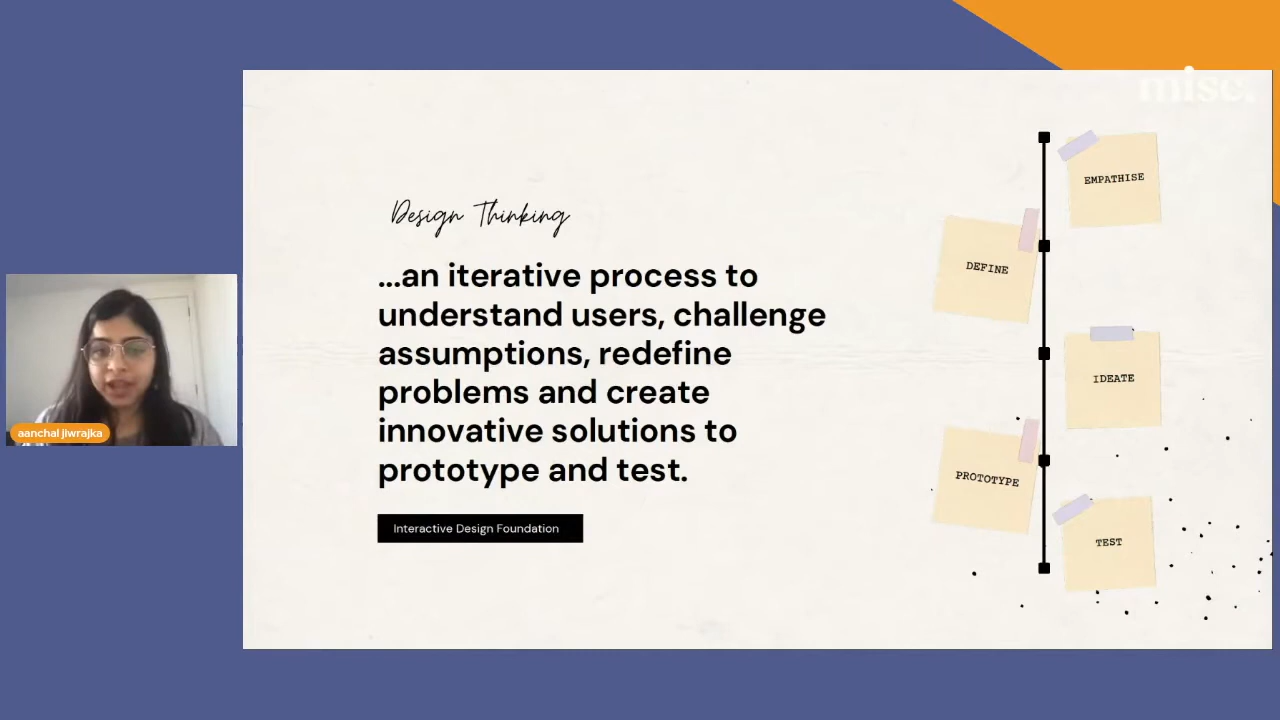 misc.
Design Thinking
...an iterative process to
understand users, challenge
assumptions, redefine
problems and create
innovative solutions to
prototype and test.
Interactive Design Foundation
EMPATHISE
DEFINE
IDEATE
PROTOTYPE
TEST
aanchal jiwrajka